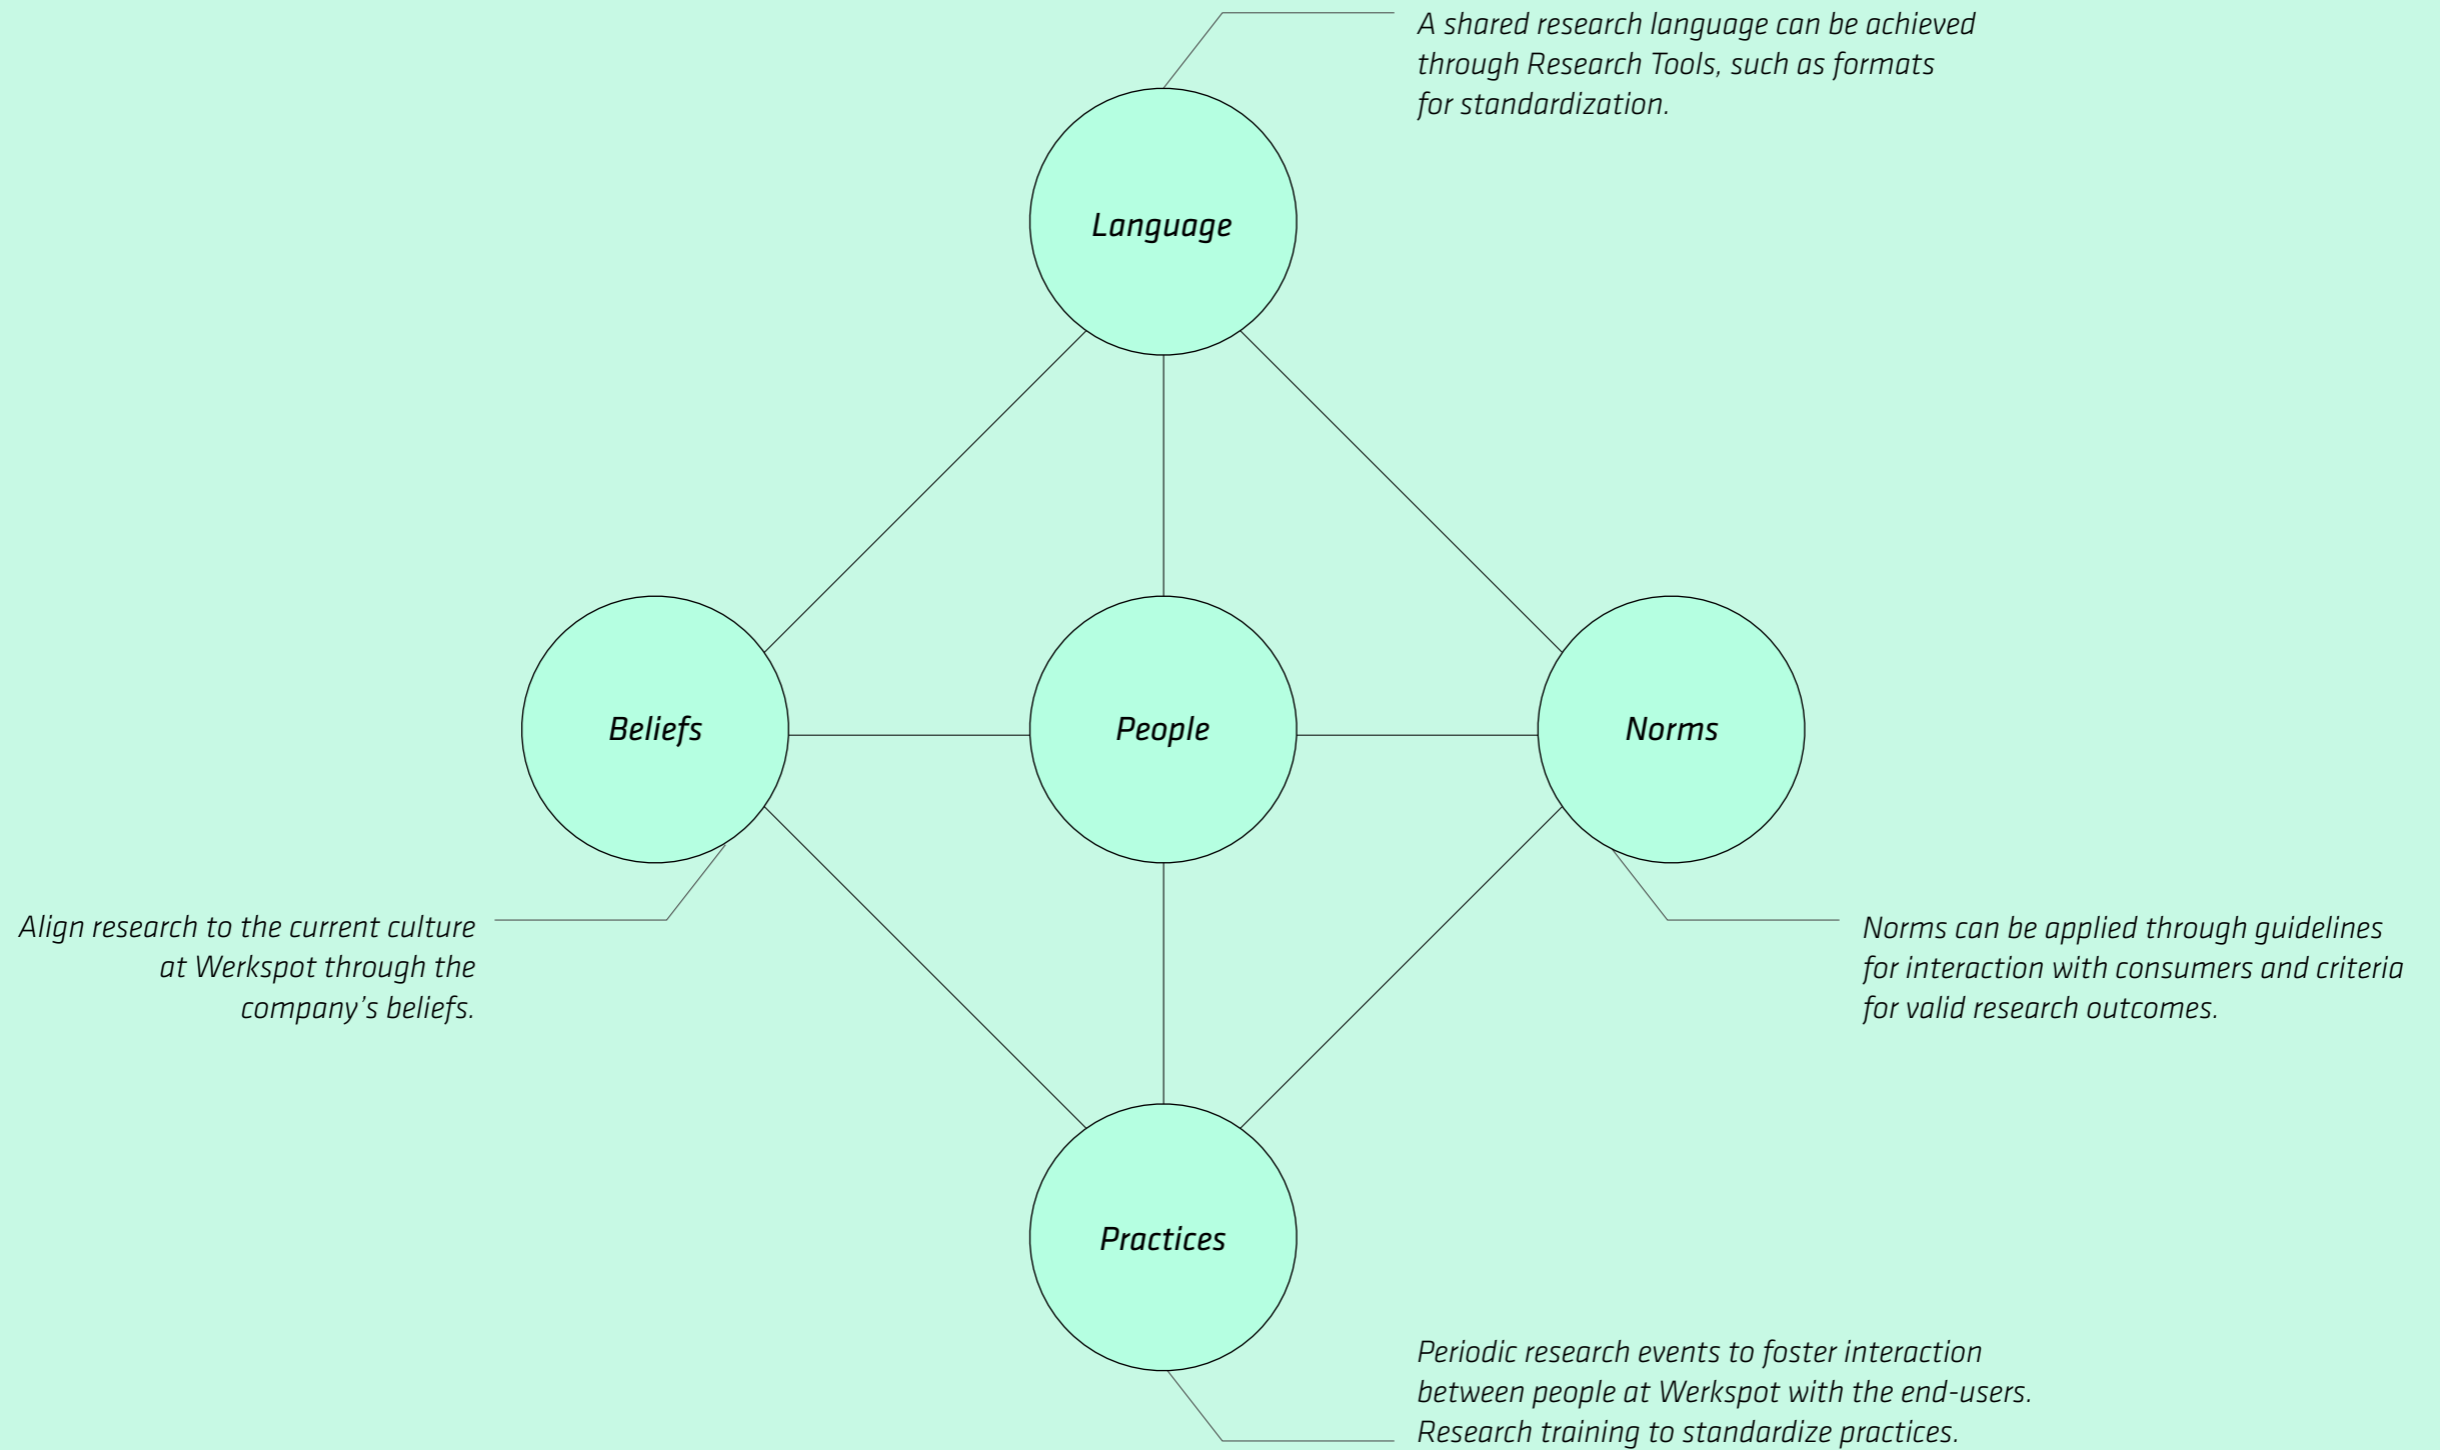 A shared research language can be achieved
through Research Tools, such as formats
for standardization.
Language
Beliefs
People
Norms
Align research to the current culture
at Werkspot through the
company's beliefs.
Norms can be applied through guidelines
for interaction with consumers and criteria
for valid research outcomes.
Practices
Periodic research events to foster interaction
between people at Werkspot with the end-users.
Research training to standardize practices.